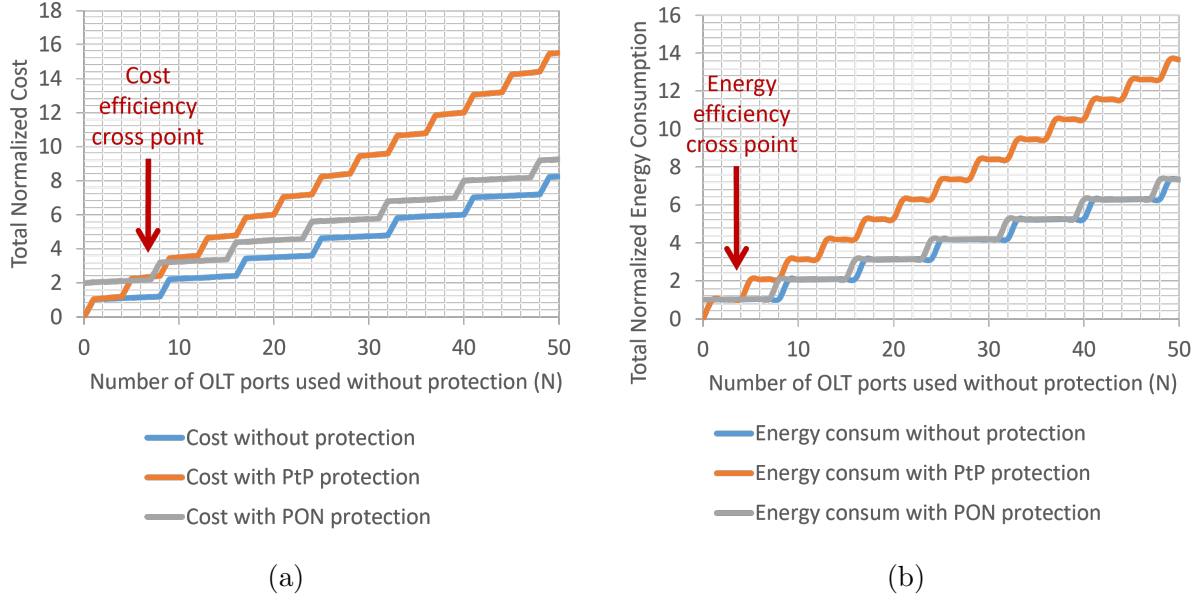 18
16
14
12
10
8
6
4
2
0
Total Normalized Cost
Cost
efficiency
cross point
0 10 20 30 40 50
Number of OLT ports used without protection (N)
Cost without protection
Cost with PtP protection
Cost with PON protection
(a)
16
14
12
10
8
6
4
2
0
Total Normalized Energy Consumption
Energy
efficiency
cross point
0 10 20 30 40 50
Number of OLT ports used without protection (N)
Energy consum without protection
Energy consum with PtP protection
Energy consum with PON protection
(b)